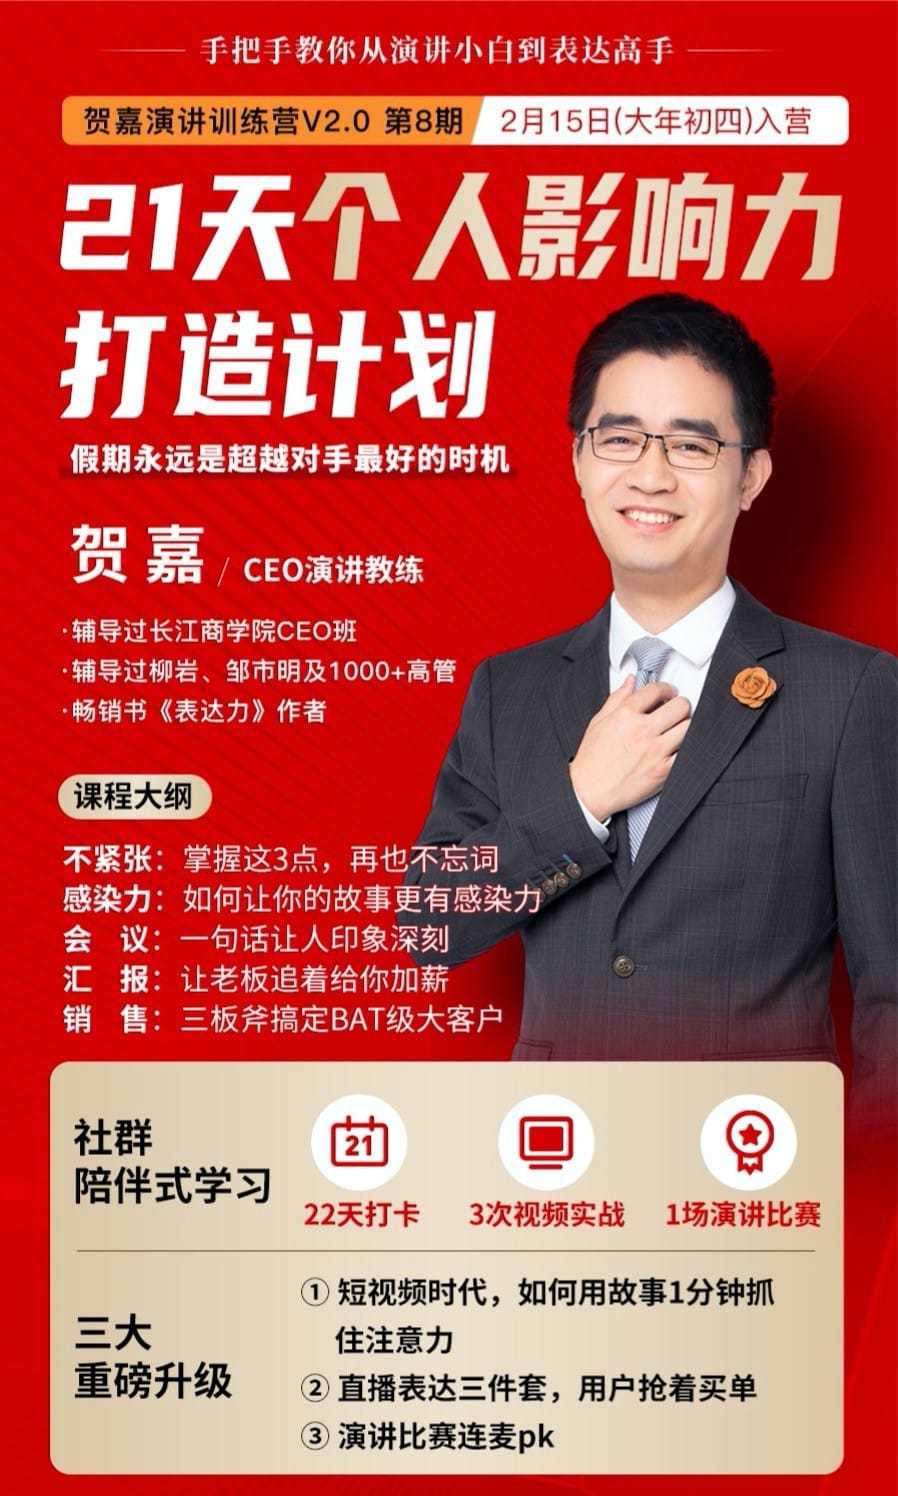 手把手教你从演讲小白到表达高手
贺嘉演讲训练营V2.0 第8期 2月15日(大年初四)入营
21天个人影响力
打造计划
假期永远是超越对手最好的时机
贺嘉 / CEO演讲教练
·辅导过长江商学院CEO班
·辅导过柳岩、邹市明及1000+高管
·畅销书《表达力》作者
课程大纲
不紧张：掌握这3点，再也不忘词
感染力：如何让你的故事更有感染力
会 议：一句话让人印象深刻
汇 报：让老板追着给你加薪
销 售：三板斧搞定BAT级大客户
社群
陪伴式学习
21
22天打卡 3次视频实战 1场演讲比赛
三大
重磅升级
① 短视频时代，如何用故事1分钟抓
住注意力
② 直播表达三件套，用户抢着买单
③ 演讲比赛连麦pk